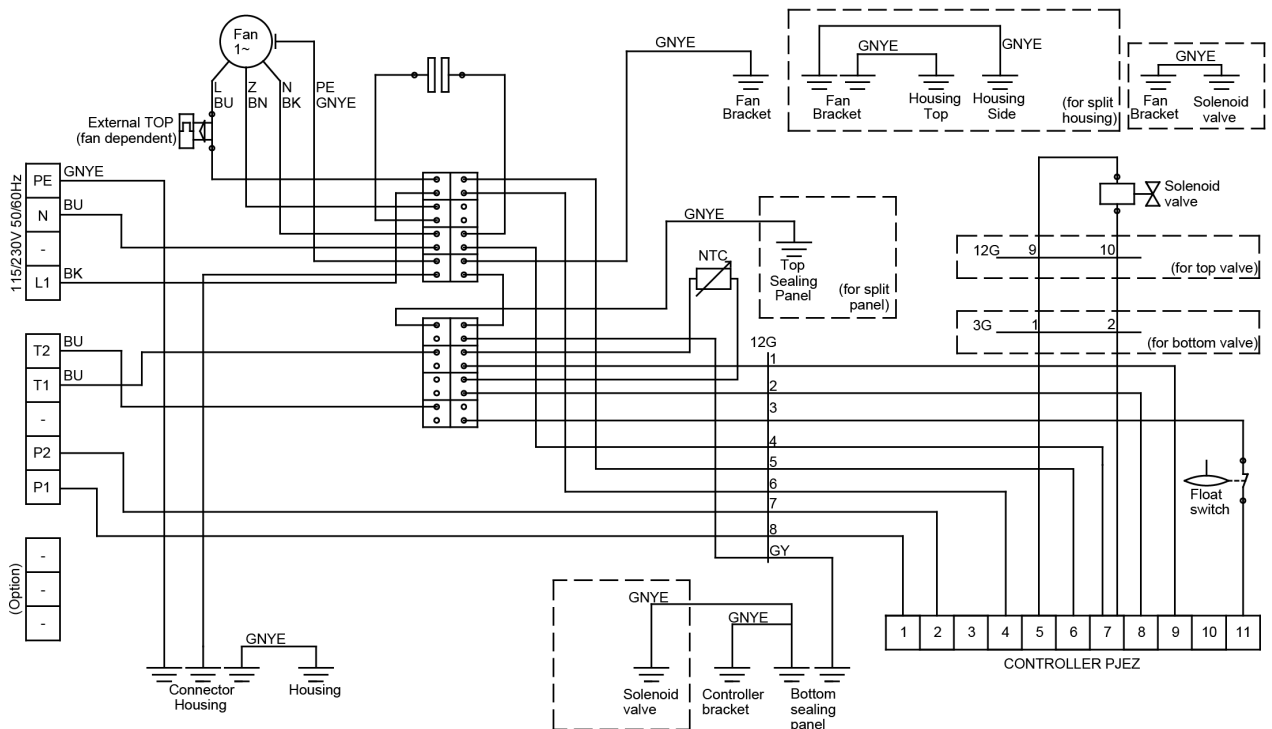 Fan
1~
L
BU
Z
BN
N
BK
PE
GNYE
External TOP
(fan dependent)
GNYE
Fan
Bracket
GNYE
GNYE
Fan
Bracket
Housing
Top
Housing
Side
(for split
housing)
GNYE
Fan
Bracket
Solenoid
valve
115/230V 50/60Hz
PE
GNYE
N
BU
-
L1
BK
Solenoid
valve
GNYE
NTC
Top
Sealing
Panel
(for split
panel)
12G
9
10
(for top valve)
3G
1
2
(for bottom valve)
T2
BU
T1
BU
-
P2
P1
12G
1
2
3
4
5
6
7
8
GY
Float
switch
(Option)
-
-
-
GNYE
Connector
Housing
Housing
GNYE
GNYE
Solenoid
valve
Controller
bracket
Bottom
sealing
panel
1 2 3 4 5 6 7 8 9 10 11
CONTROLLER PJEZ